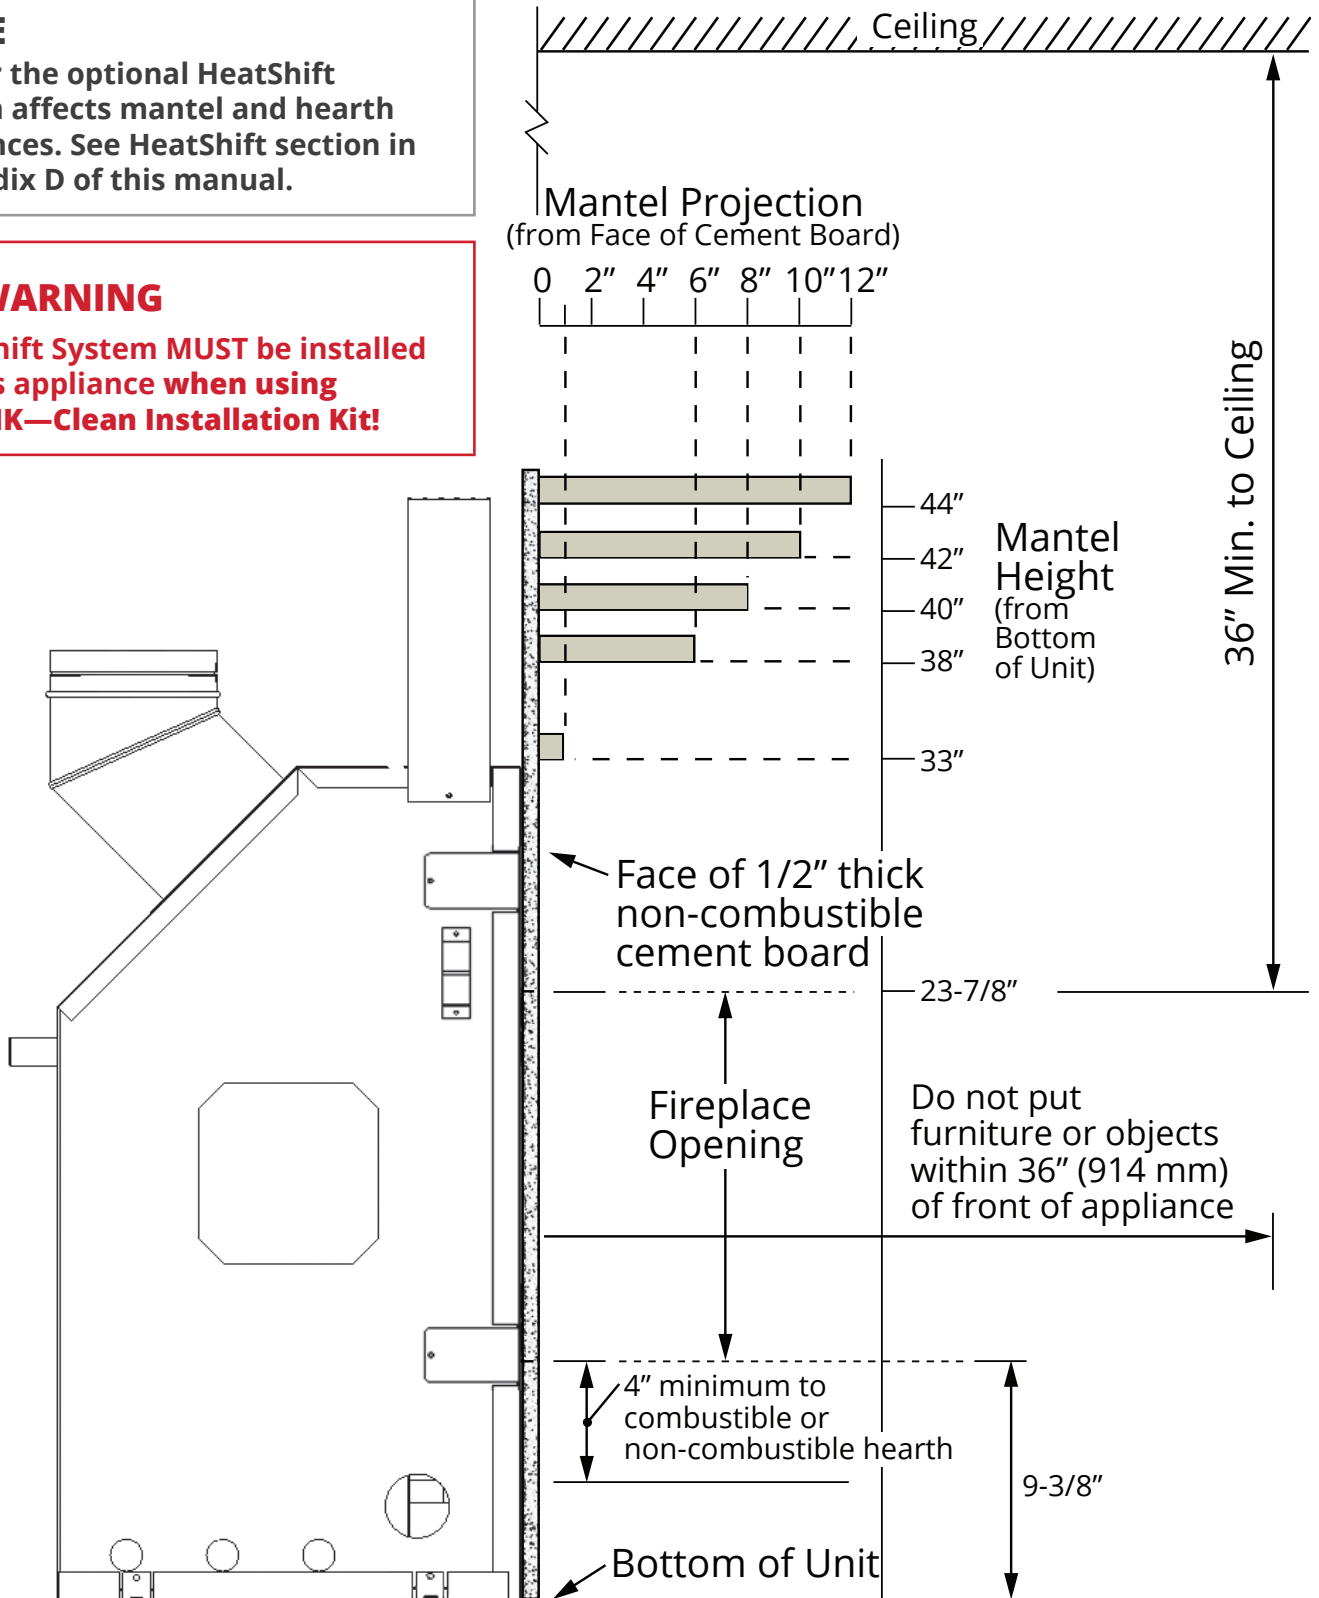 the optional HeatShift
affects mantel and hearth
See HeatShift section in
D of this manual.
System MUST be installed
appliance when using
Clean Installation Kit!
Ceiling
Mantel Projection
(from Face of Cement Board)
0 2” 4” 6” 8” 10” 12”
44”
42”
40”
38”
33”
Mantel
Height
(from
Bottom
of Unit)
36” Min. to Ceiling
Face of 1/2” thick
non-combustible
cement board
23-7/8”
Fireplace
Opening
Do not put
furniture or objects
within 36” (914 mm)
of front of appliance
4” minimum to
combustible or
non-combustible hearth
9-3/8”
Bottom of Unit